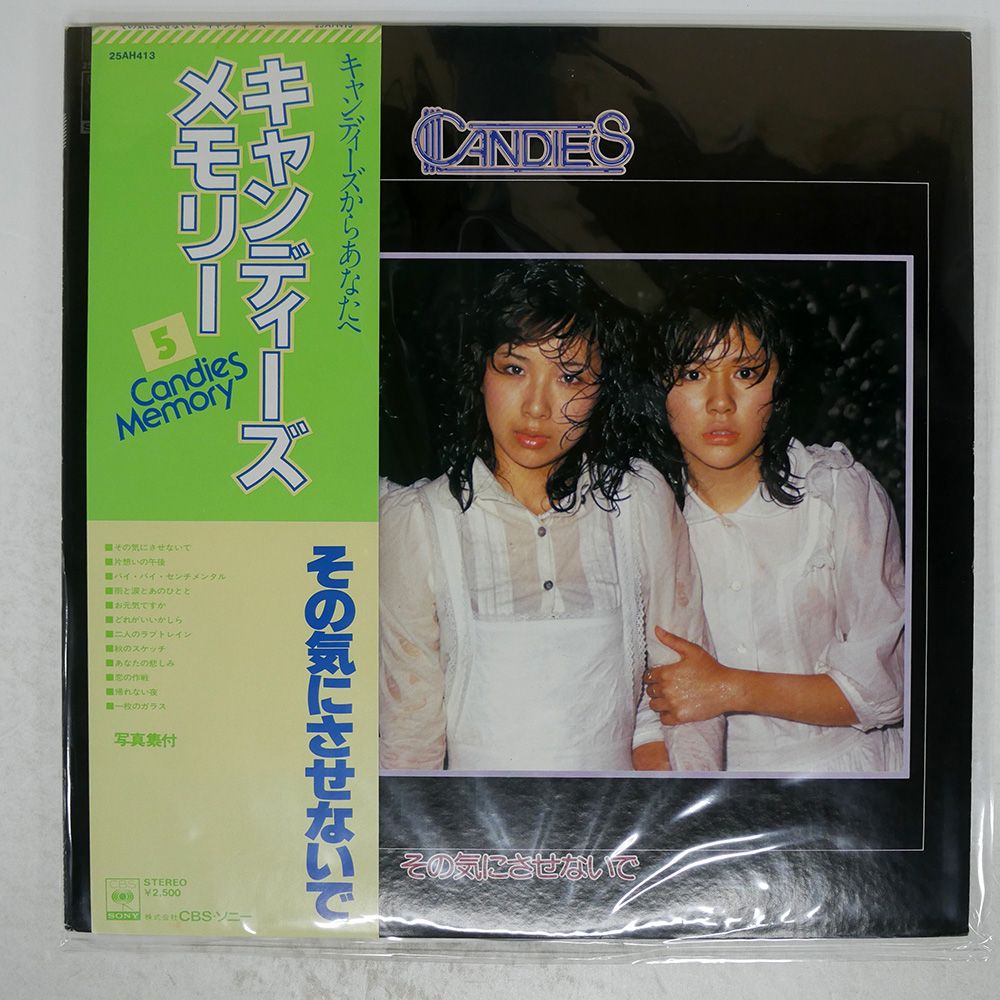 25AH413
キャンディーズからあなたへ
キャンディーズ
メモリー
5
Candies
Memory
CANDIES
■その気にさせないで
■片想いの午後
■バイ・バイ・センチメンタル
■雨と涙とあのひとと
■お元気ですか
■どれがいいかしら
■二人のラブトレイン
■秋のスケッチ
■あなたの悲しみ
■恋の作戦
■帰れない夜
■一枚のガラス
写真集付
その気にさせないで
CBS
SONY
STEREO
¥2,500
株式会社CBS・ソニー
その気にさせないで